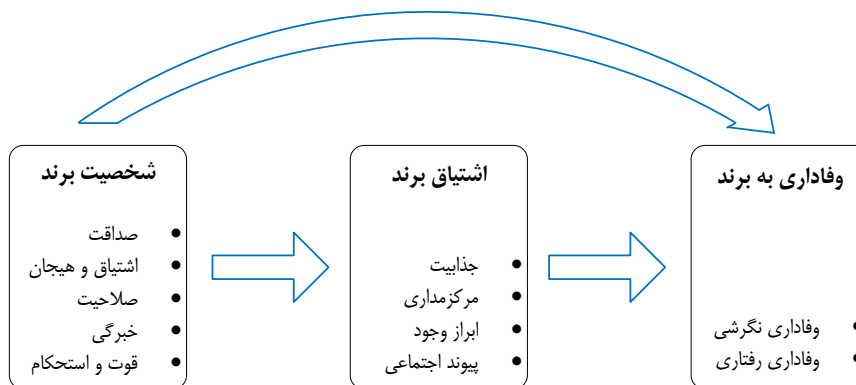 شخصیت برند
• صداقت
• اشتیاق و هیجان
• صلاحیت
• خبرگی
• قوت و استحکام
اشتیاق برند
• جذابیت
• مرکزمداری
• ابراز وجود
• پیوند اجتماعی
وفاداری به برند
• وفاداری نگرشی
• وفاداری رفتاری